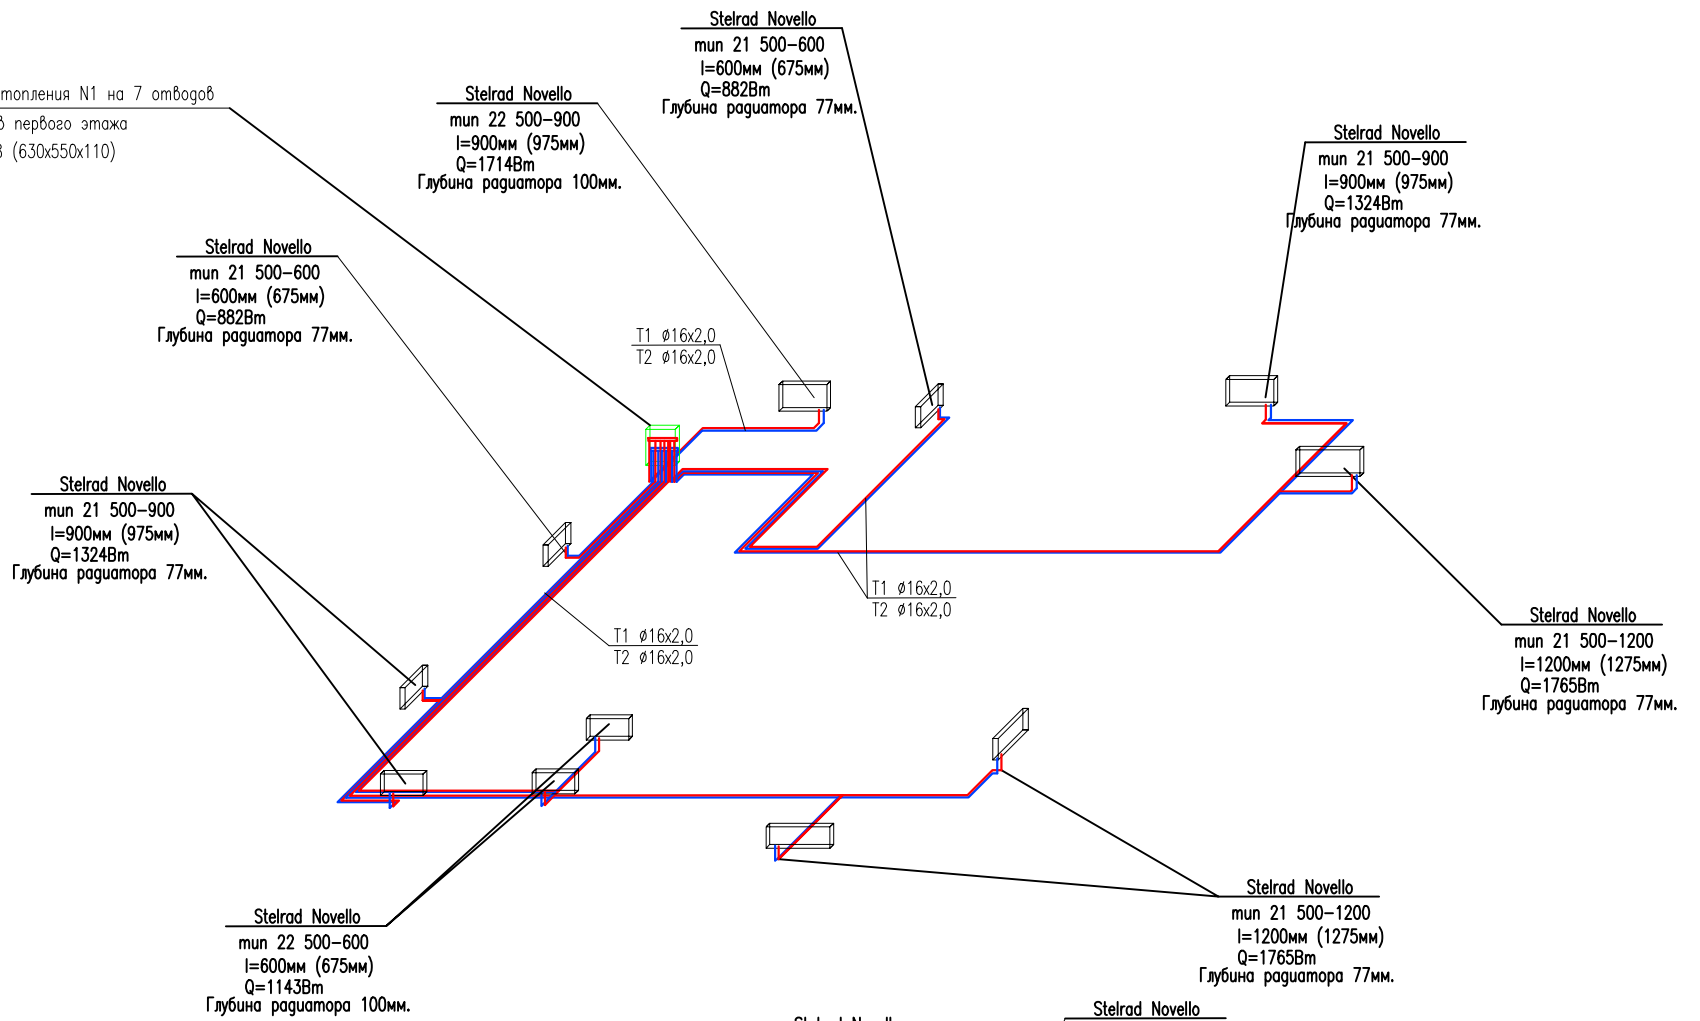 Stelrad Novello
тип 21 500-600
l=600мм (675мм)
Q=882Вт
Глубина радиатора 77мм.
топления N1 на 7 отводов
в первого этажа
(630х550х110)
Stelrad Novello
тип 22 500-900
l=900мм (975мм)
Q=1714Вт
Глубина радиатора 100мм.
Stelrad Novello
тип 21 500-900
l=900мм (975мм)
Q=1324Вт
Глубина радиатора 77мм.
Stelrad Novello
тип 21 500-600
l=600мм (675мм)
Q=882Вт
Глубина радиатора 77мм.
T1 ø16x2,0
T2 ø16x2,0
Stelrad Novello
тип 21 500-900
l=900мм (975мм)
Q=1324Вт
Глубина радиатора 77мм.
T1 ø16x2,0
T2 ø16x2,0
T1 ø16x2,0
T2 ø16x2,0
Stelrad Novello
тип 21 500-1200
l=1200мм (1275мм)
Q=1765Вт
Глубина радиатора 77мм.
Stelrad Novello
тип 22 500-600
l=600мм (675мм)
Q=1143Вт
Глубина радиатора 100мм.
Stelrad Novello
тип 21 500-1200
l=1200мм (1275мм)
Q=1765Вт
Глубина радиатора 77мм.
Stelrad Novello
Stelrad Novello